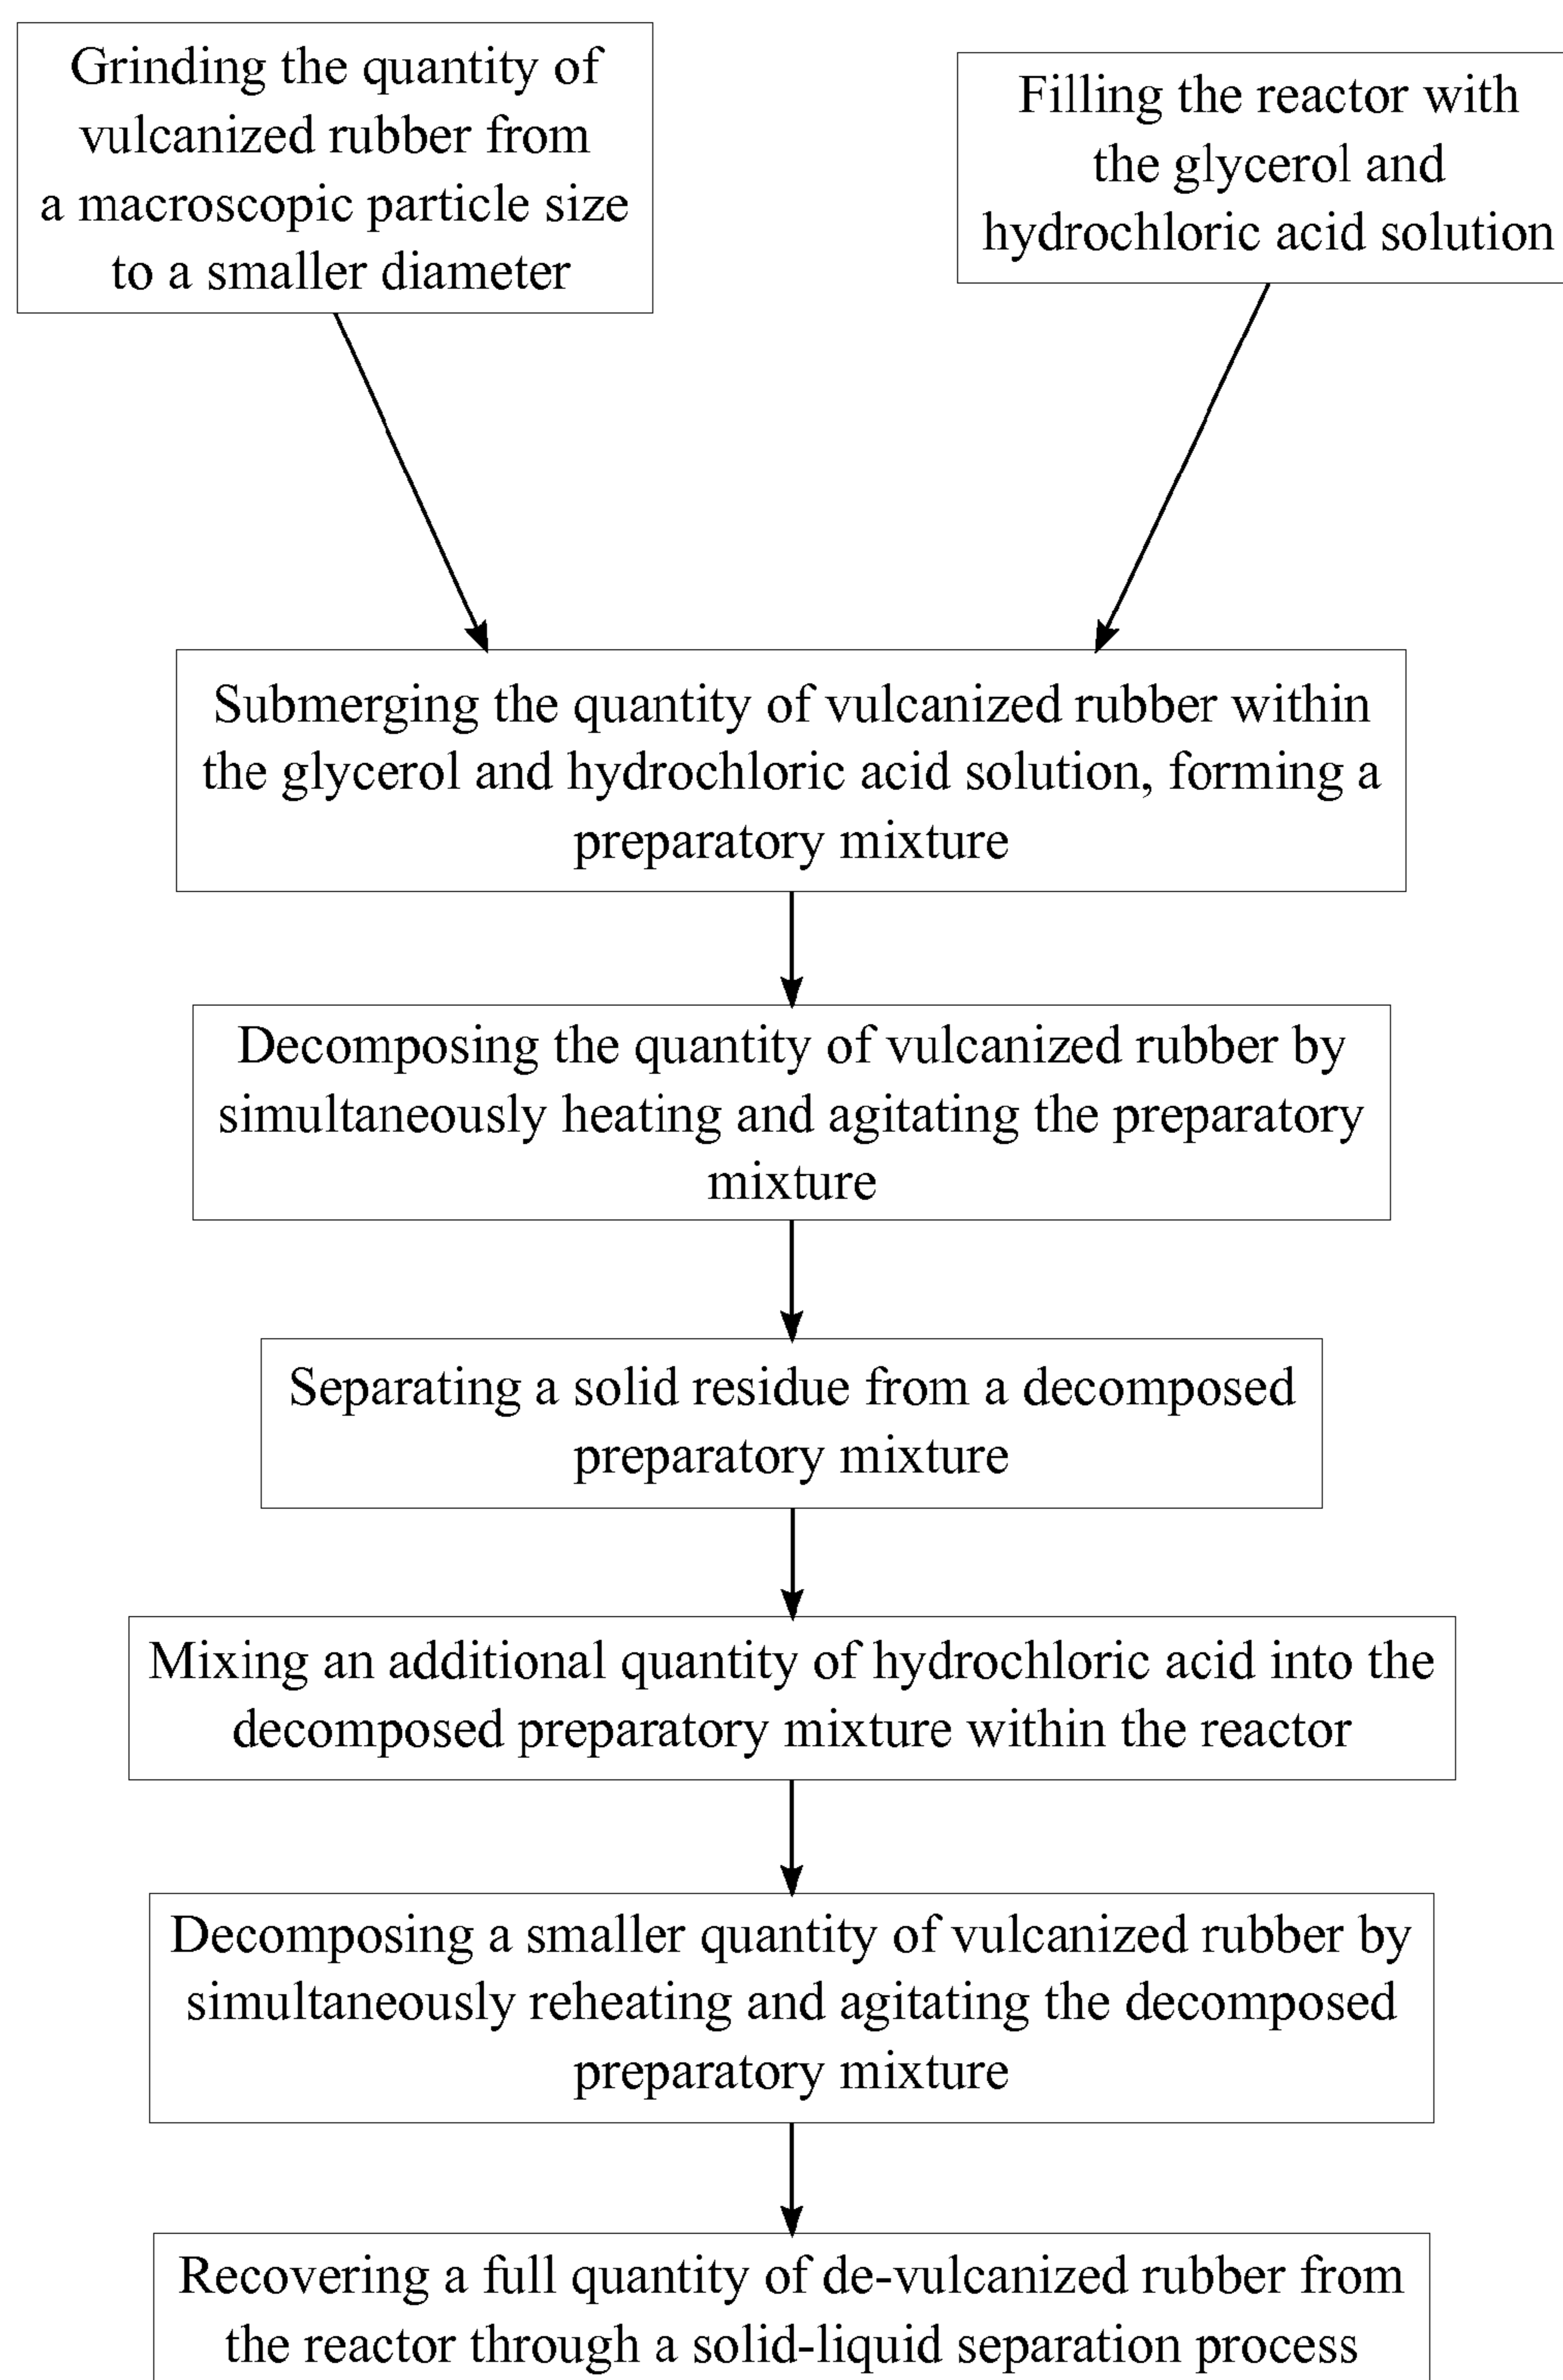 Grinding the quantity of
vulcanized rubber from
a macroscopic particle size
to a smaller diameter
Filling the reactor with
the glycerol and
hydrochloric acid solution
Submerging the quantity of vulcanized rubber within
the glycerol and hydrochloric acid solution, forming a
preparatory mixture
Decomposing the quantity of vulcanized rubber by
simultaneously heating and agitating the preparatory
mixture
Separating a solid residue from a decomposed
preparatory mixture
Mixing an additional quantity of hydrochloric acid into the
decomposed preparatory mixture within the reactor
Decomposing a smaller quantity of vulcanized rubber by
simultaneously reheating and agitating the decomposed
preparatory mixture
Recovering a full quantity of de-vulcanized rubber from
the reactor through a solid-liquid separation process